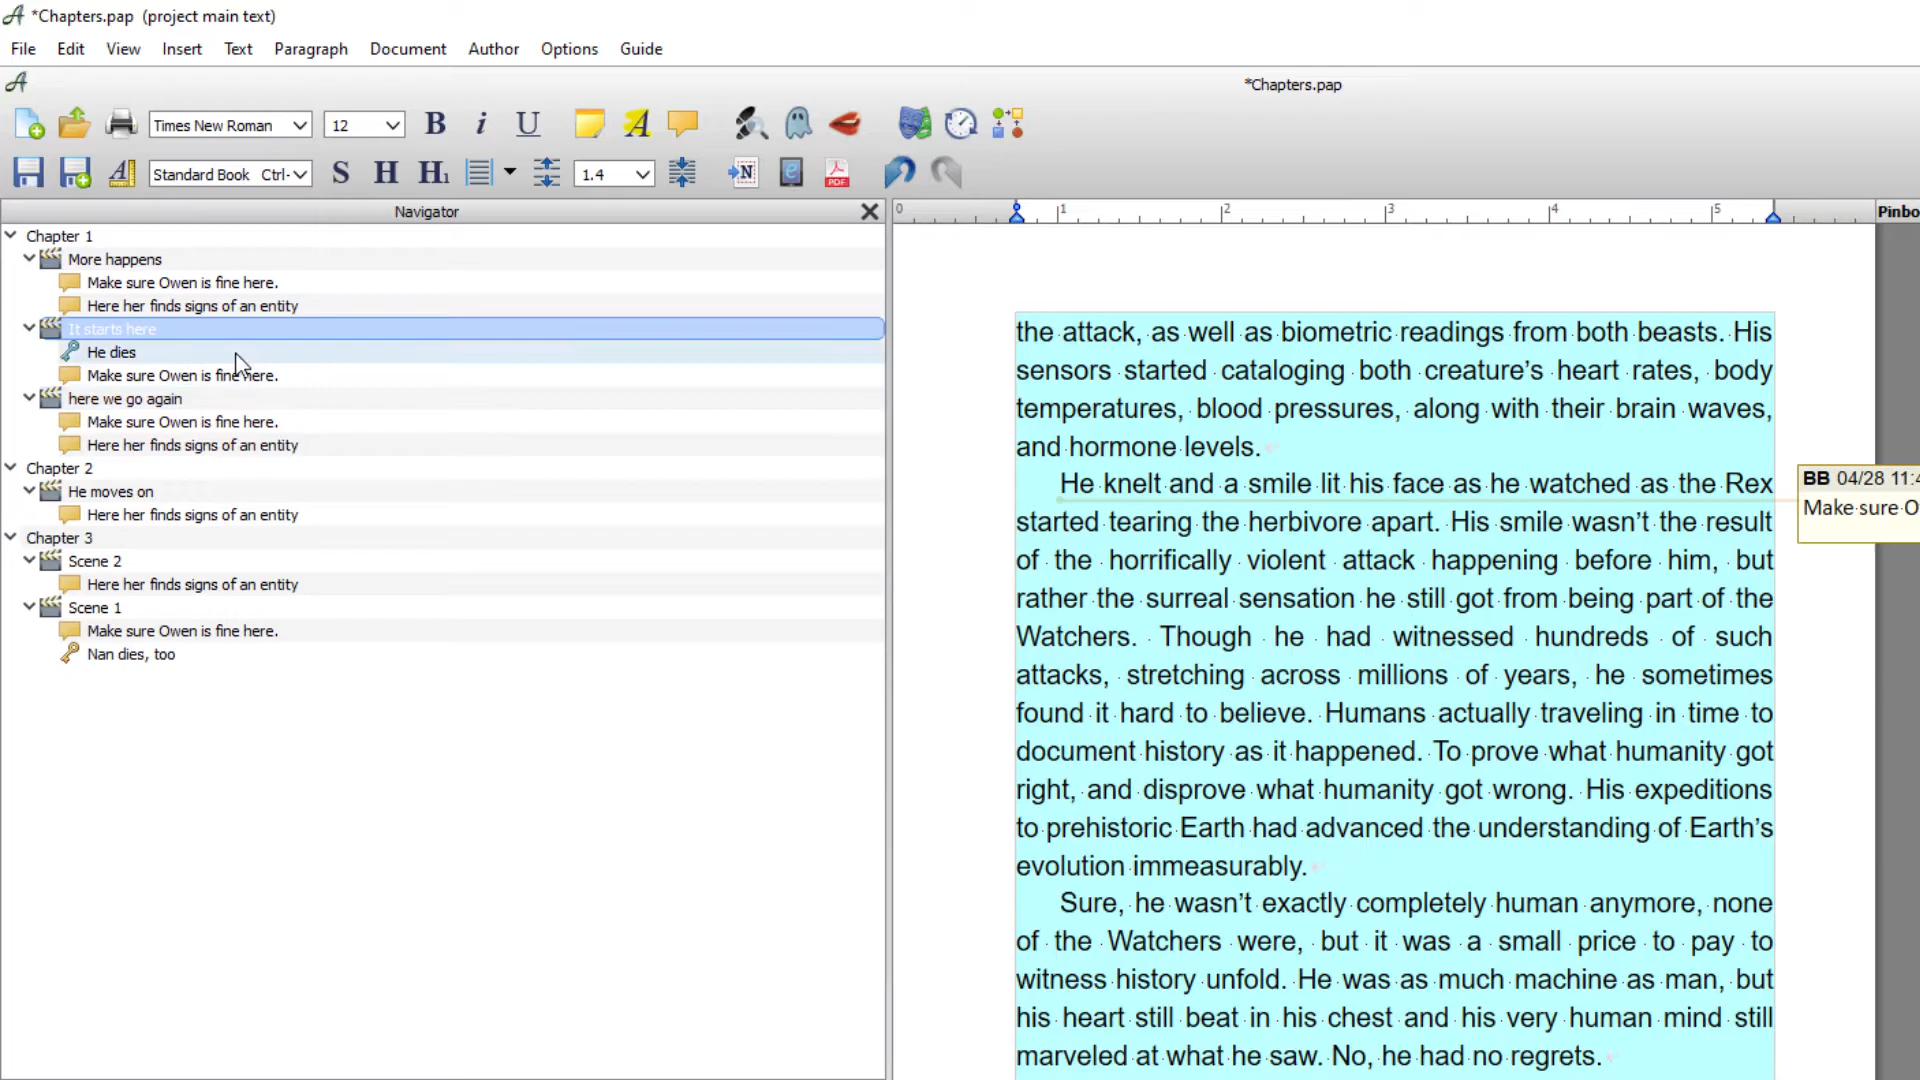 *Chapters.pap (project main text)
File Edit View Insert Text Paragraph Document Author Options Guide
*Chapters.pap
Times New Roman 12 B i U A
A Standard Book Ctrl- S H H1 1.4 N e PDF
Navigator
0 1 2 3 4 5
Pinbo
Chapter 1
More happens
Make sure Owen is fine here.
Here her finds signs of an entity
It starts here
He dies
Make sure Owen is fine here.
here we go again
Make sure Owen is fine here.
Here her finds signs of an entity
Chapter 2
He moves on
Here her finds signs of an entity
Chapter 3
Scene 2
Here her finds signs of an entity
Scene 1
Make sure Owen is fine here.
Nan dies, too
the attack, as well as biometric readings from both beasts. His
sensors started cataloging both creature’s heart rates, body
temperatures, blood pressures, along with their brain waves,
and hormone levels.
He knelt and a smile lit his face as he watched as the Rex
started tearing the herbivore apart. His smile wasn’t the result
of the horrifically violent attack happening before him, but
rather the surreal sensation he still got from being part of the
Watchers. Though he had witnessed hundreds of such
attacks, stretching across millions of years, he sometimes
found it hard to believe. Humans actually traveling in time to
document history as it happened. To prove what humanity got
right, and disprove what humanity got wrong. His expeditions
to prehistoric Earth had advanced the understanding of Earth’s
evolution immeasurably.
Sure, he wasn’t exactly completely human anymore, none
of the Watchers were, but it was a small price to pay to
witness history unfold. He was as much machine as man, but
his heart still beat in his chest and his very human mind still
marveled at what he saw. No, he had no regrets.
BB 04/28 11:4
Make sure O